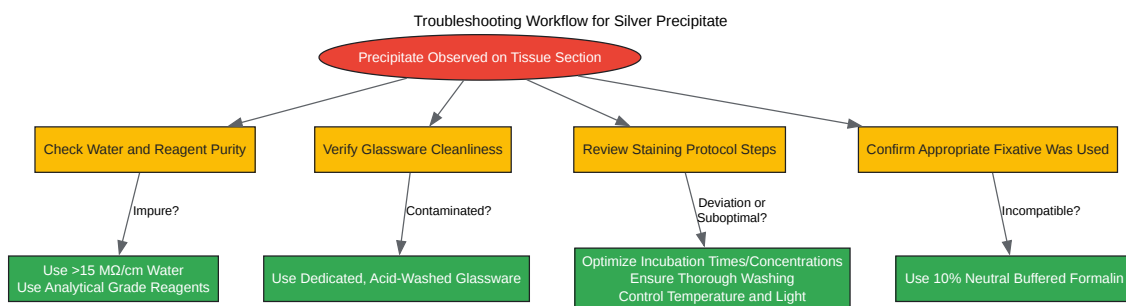 Troubleshooting Workflow for Silver Precipitate
Precipitate Observed on Tissue Section
Check Water and Reagent Purity
Verify Glassware Cleanliness
Review Staining Protocol Steps
Confirm Appropriate Fixative Was Used
Impure?
Contaminated?
Deviation or
Suboptimal?
Incompatible?
Use >15 MΩ/cm Water
Use Analytical Grade Reagents
Use Dedicated, Acid-Washed Glassware
Optimize Incubation Times/Concentrations
Ensure Thorough Washing
Control Temperature and Light
Use 10% Neutral Buffered Formalin